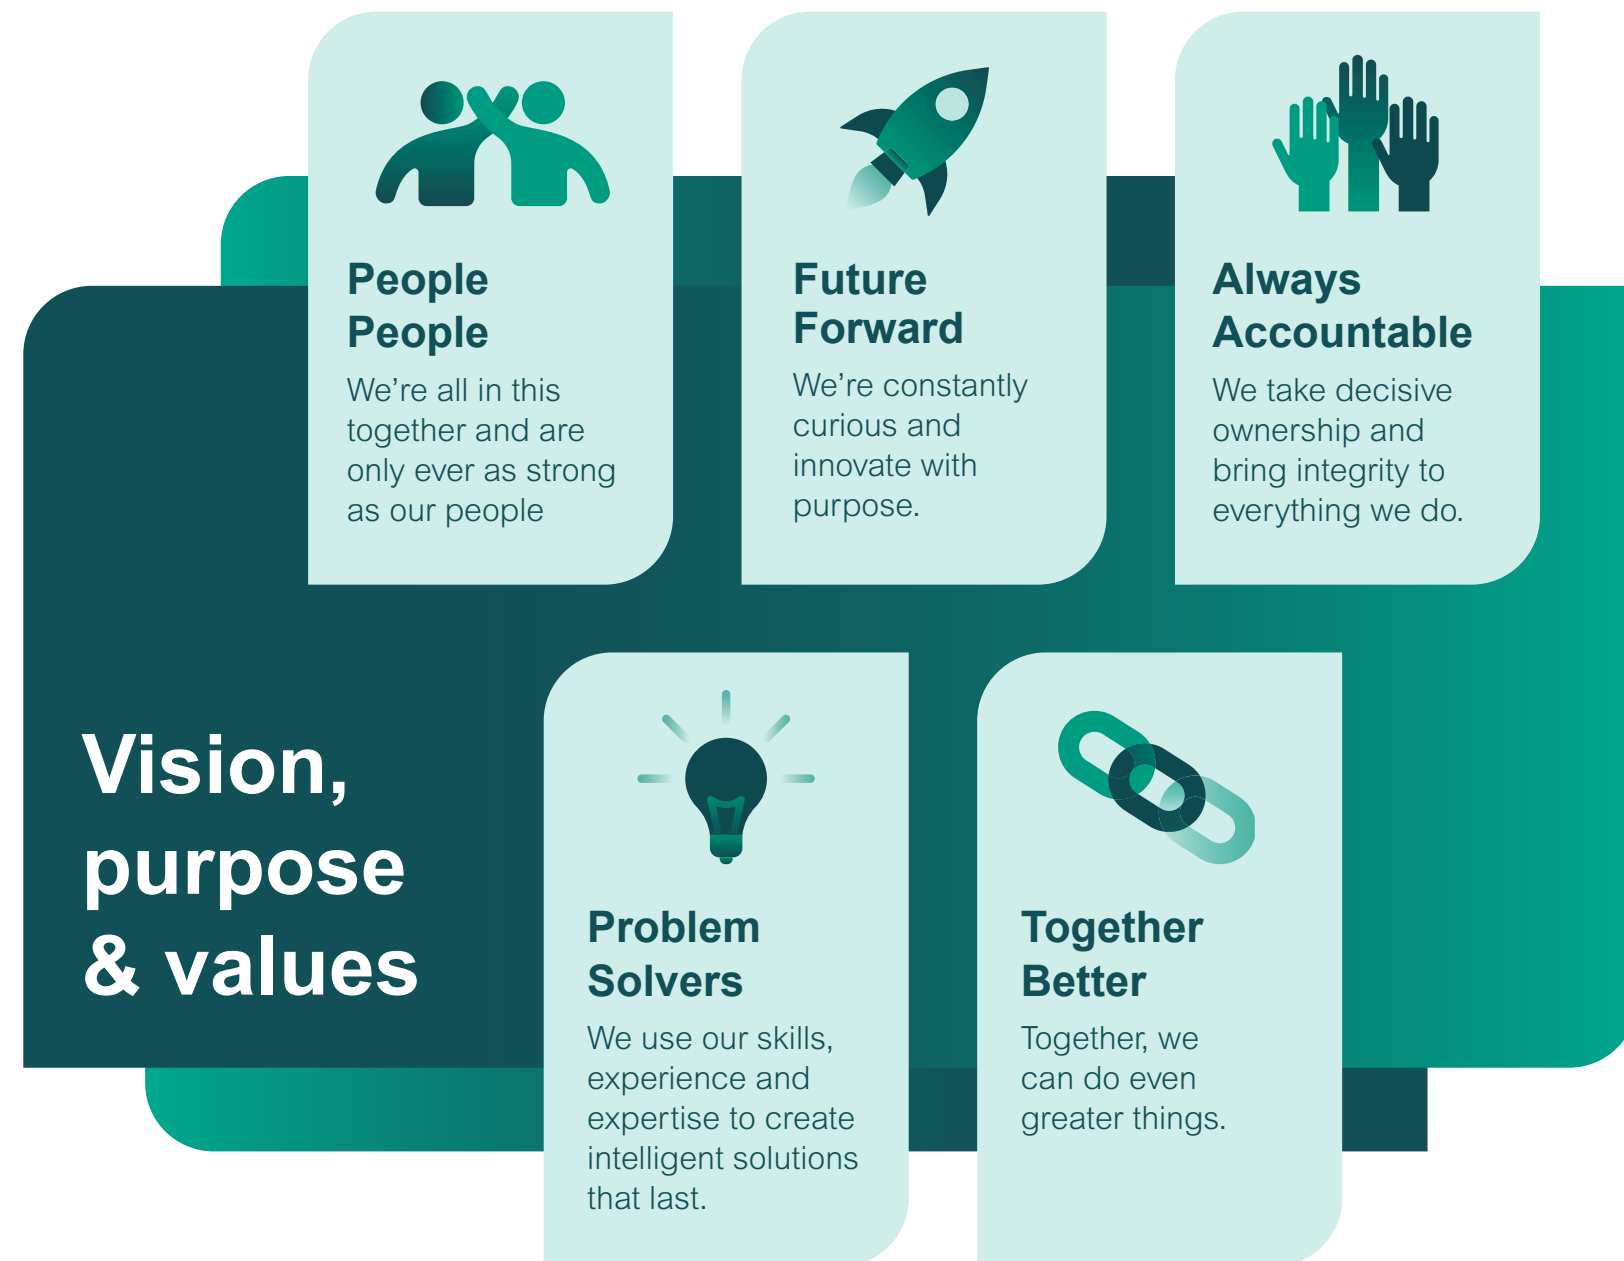 People
People
We’re all in this
together and are
only ever as strong
as our people
Future
Forward
We’re constantly
curious and
innovate with
purpose.
Always
Accountable
We take decisive
ownership and
bring integrity to
everything we do.
Vision,
purpose
& values
Problem
Solvers
We use our skills,
experience and
expertise to create
intelligent solutions
that last.
Together
Better
Together, we
can do even
greater things.